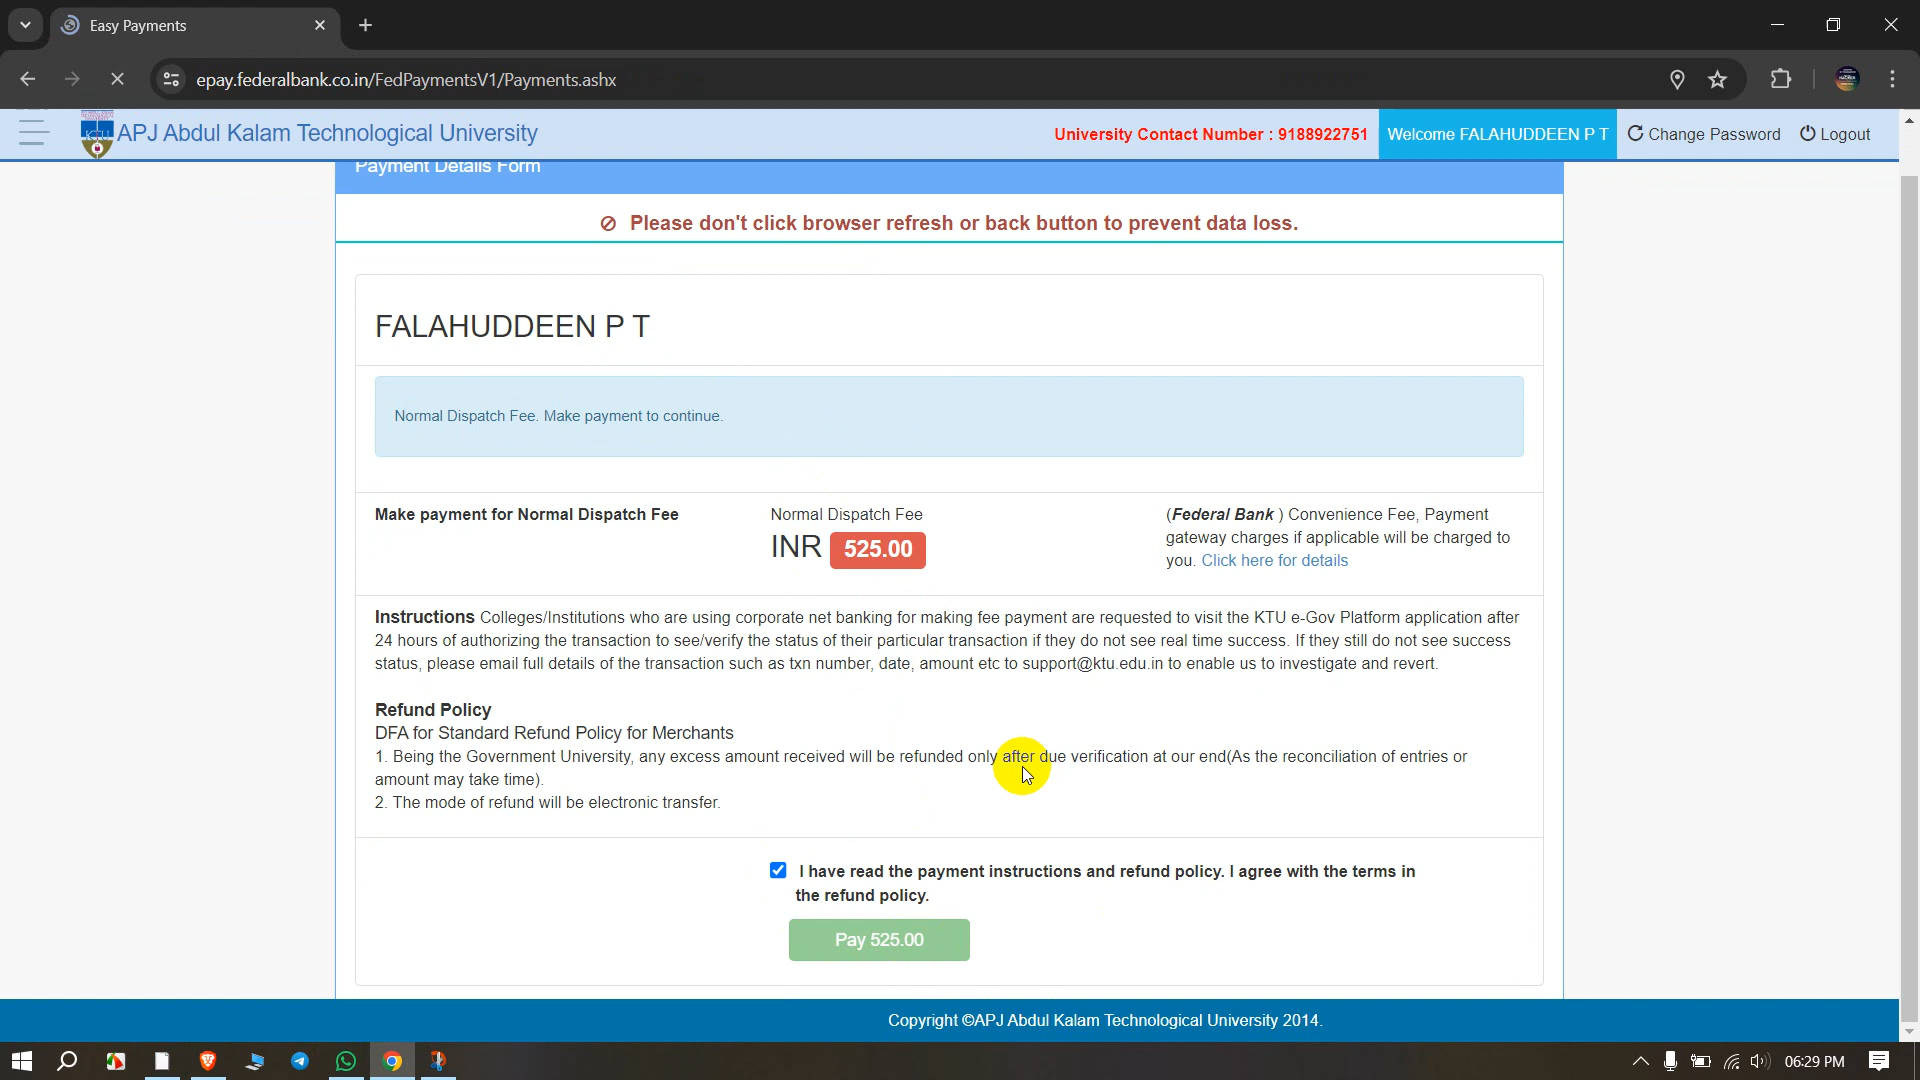 Easy Payments
epay.federalbank.co.in/FedPaymentsV1/Payments.ashx
APJ Abdul Kalam Technological University
University Contact Number : 9188922751
Welcome FALAHUDDEEN P T
Change Password
Logout
Payment Details Form
Please don't click browser refresh or back button to prevent data loss.
FALAHUDDEEN P T
Normal Dispatch Fee. Make payment to continue.
Make payment for Normal Dispatch Fee
Normal Dispatch Fee
INR 525.00
(Federal Bank ) Convenience Fee, Payment
gateway charges if applicable will be charged to
you. Click here for details
Instructions Colleges/Institutions who are using corporate net banking for making fee payment are requested to visit the KTU e-Gov Platform application after
24 hours of authorizing the transaction to see/verify the status of their particular transaction if they do not see real time success. If they still do not see success
status, please email full details of the transaction such as txn number, date, amount etc to support@ktu.edu.in to enable us to investigate and revert.
Refund Policy
DFA for Standard Refund Policy for Merchants
1. Being the Government University, any excess amount received will be refunded only after due verification at our end(As the reconciliation of entries or
amount may take time).
2. The mode of refund will be electronic transfer.
I have read the payment instructions and refund policy. I agree with the terms in
the refund policy.
Pay 525.00
Copyright ©APJ Abdul Kalam Technological University 2014.
06:29 PM